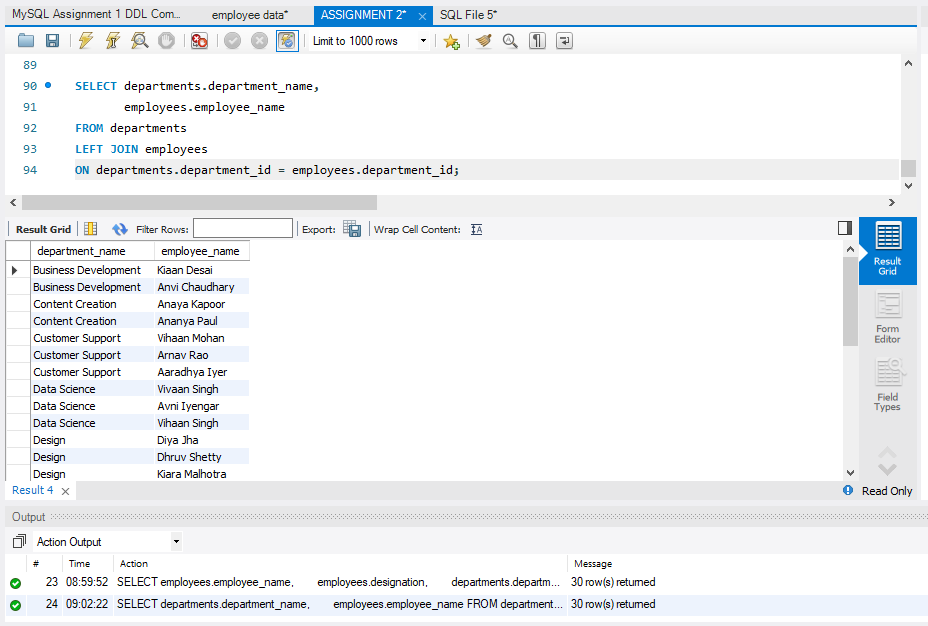 MySQL Assignment 1 DDL Com... employee data* ASSIGNMENT 2* SQL File 5*
Limit to 1000 rows
89
90 SELECT departments.department_name,
91 employees.employee_name
92 FROM departments
93 LEFT JOIN employees
94 ON departments.department_id = employees.department_id;
Result Grid Filter Rows: Export: Wrap Cell Content:
department_name employee_name
Business Development Kiaan Desai
Business Development Anvi Chaudhary
Content Creation Anaya Kapoor
Content Creation Ananya Paul
Customer Support Vihaan Mohan
Customer Support Arnav Rao
Customer Support Aaradhya Iyer
Data Science Vivaan Singh
Data Science Avni Iyengar
Data Science Vihaan Singh
Design Diya Jha
Design Dhruv Shetty
Design Kiara Malhotra
Result
Grid
Form
Editor
Field
Types
Result 4 Read Only
Output
Action Output
# Time Action Message
23 08:59:52 SELECT employees.employee_name, employees.designation, departments.departm... 30 row(s) returned
24 09:02:22 SELECT departments.department_name, employees.employee_name FROM department... 30 row(s) returned